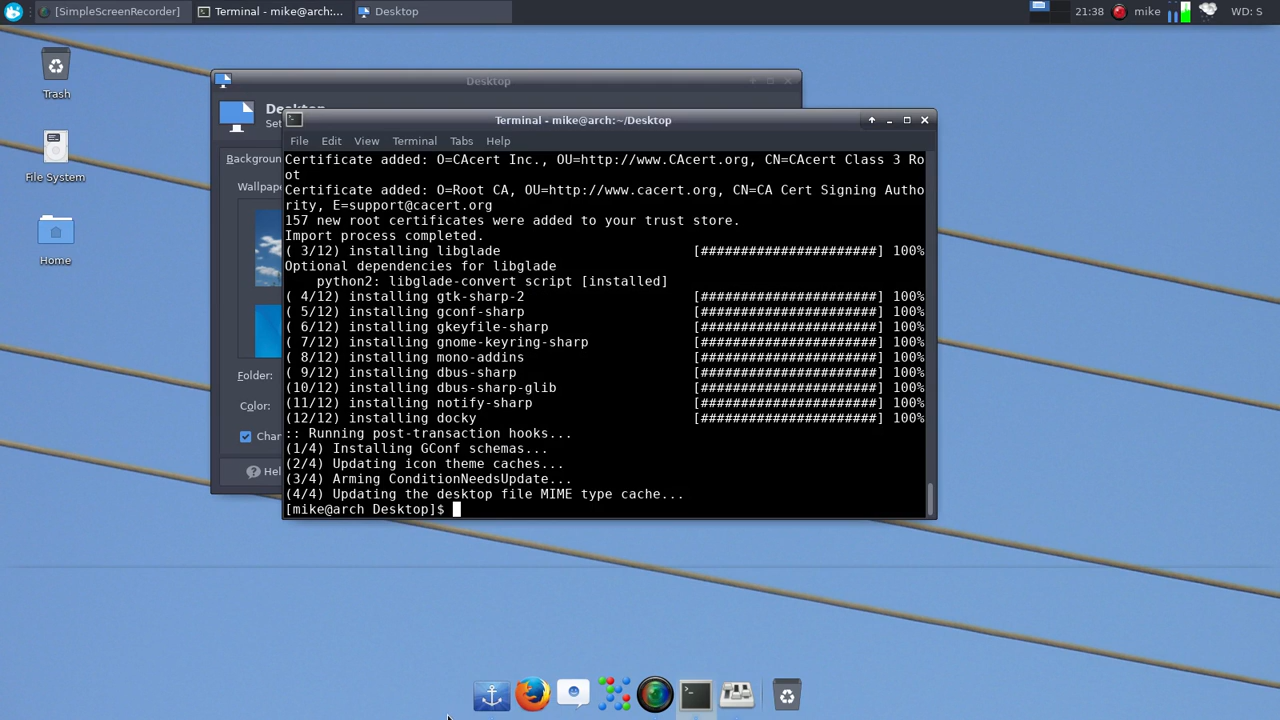 [SimpleScreenRecorder]
Terminal - mike@arch:...
Desktop
21:38
mike
WD: S
Trash
File System
Home
Desktop
Desktop
Set
Backgroun
Wallpape
Folder:
Color:
Chan
Hel
Terminal - mike@arch:~/Desktop
File Edit View Terminal Tabs Help
Certificate added: O=CAcert Inc., OU=http://www.CAcert.org, CN=CAcert Class 3 Ro
ot
Certificate added: O=Root CA, OU=http://www.cacert.org, CN=CA Cert Signing Autho
rity, E=support@cacert.org
157 new root certificates were added to your trust store.
Import process completed.
( 3/12) installing libglade [######################] 100%
Optional dependencies for libglade
python2: libglade-convert script [installed]
( 4/12) installing gtk-sharp-2 [######################] 100%
( 5/12) installing gconf-sharp [######################] 100%
( 6/12) installing gkeyfile-sharp [######################] 100%
( 7/12) installing gnome-keyring-sharp [######################] 100%
( 8/12) installing mono-addins [######################] 100%
( 9/12) installing dbus-sharp [######################] 100%
(10/12) installing dbus-sharp-glib [######################] 100%
(11/12) installing notify-sharp [######################] 100%
(12/12) installing docky [######################] 100%
:: Running post-transaction hooks...
(1/4) Installing GConf schemas...
(2/4) Updating icon theme caches...
(3/4) Arming ConditionNeedsUpdate...
(4/4) Updating the desktop file MIME type cache...
[mike@arch Desktop]$